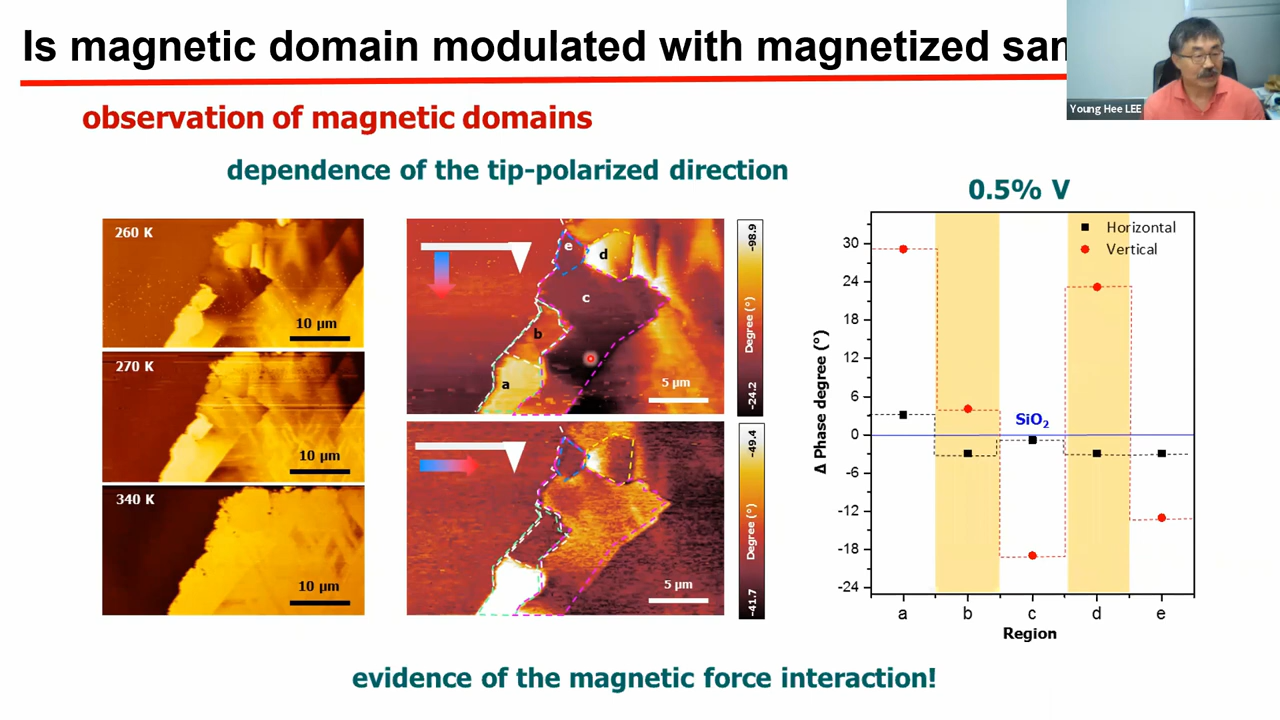 Is magnetic domain modulated with magnetized sam
Young Hee LEE
observation of magnetic domains
dependence of the tip-polarized direction
0.5% V
260 K
10 µm
270 K
10 µm
340 K
10 µm
e
d
c
b
a
5 µm
-98.9
Degree (°)
-24.2
5 µm
-49.4
Degree (°)
-41.7
Horizontal
Vertical
Δ Phase degree (°)
30
24
18
12
6
0
-6
-12
-18
-24
SiO₂
a b c d e
Region
evidence of the magnetic force interaction!